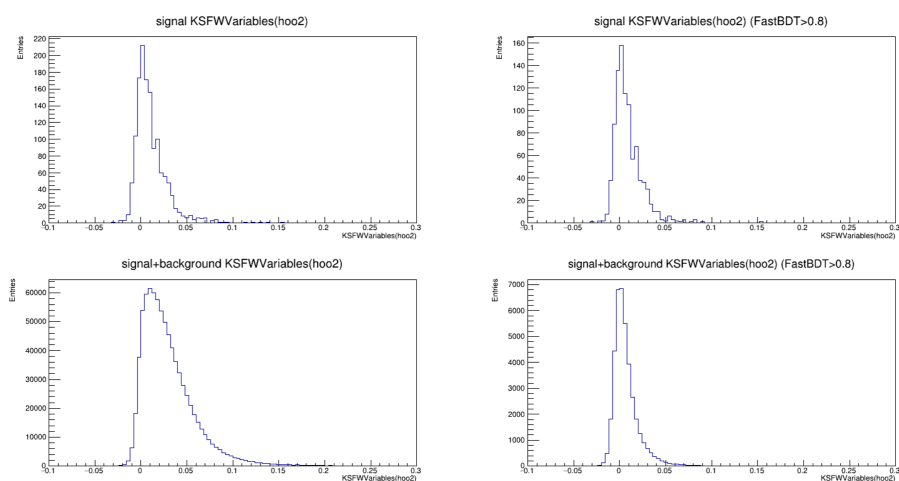 signal KSFWVariables(hoo2)
Entries
220
200
180
160
140
120
100
80
60
40
20
0
−0.1 −0.05 0 0.05 0.1 0.15 0.2 0.25 0.3
KSFWVariables(hoo2)
signal KSFWVariables(hoo2) (FastBDT>0.8)
Entries
160
140
120
100
80
60
40
20
0
−0.1 −0.05 0 0.05 0.1 0.15 0.2 0.25 0.3
KSFWVariables(hoo2)
signal+background KSFWVariables(hoo2)
Entries
60000
50000
40000
30000
20000
10000
0
−0.1 −0.05 0 0.05 0.1 0.15 0.2 0.25 0.3
KSFWVariables(hoo2)
signal+background KSFWVariables(hoo2) (FastBDT>0.8)
Entries
7000
6000
5000
4000
3000
2000
1000
0
−0.1 −0.05 0 0.05 0.1 0.15 0.2 0.25 0.3
KSFWVariables(hoo2)